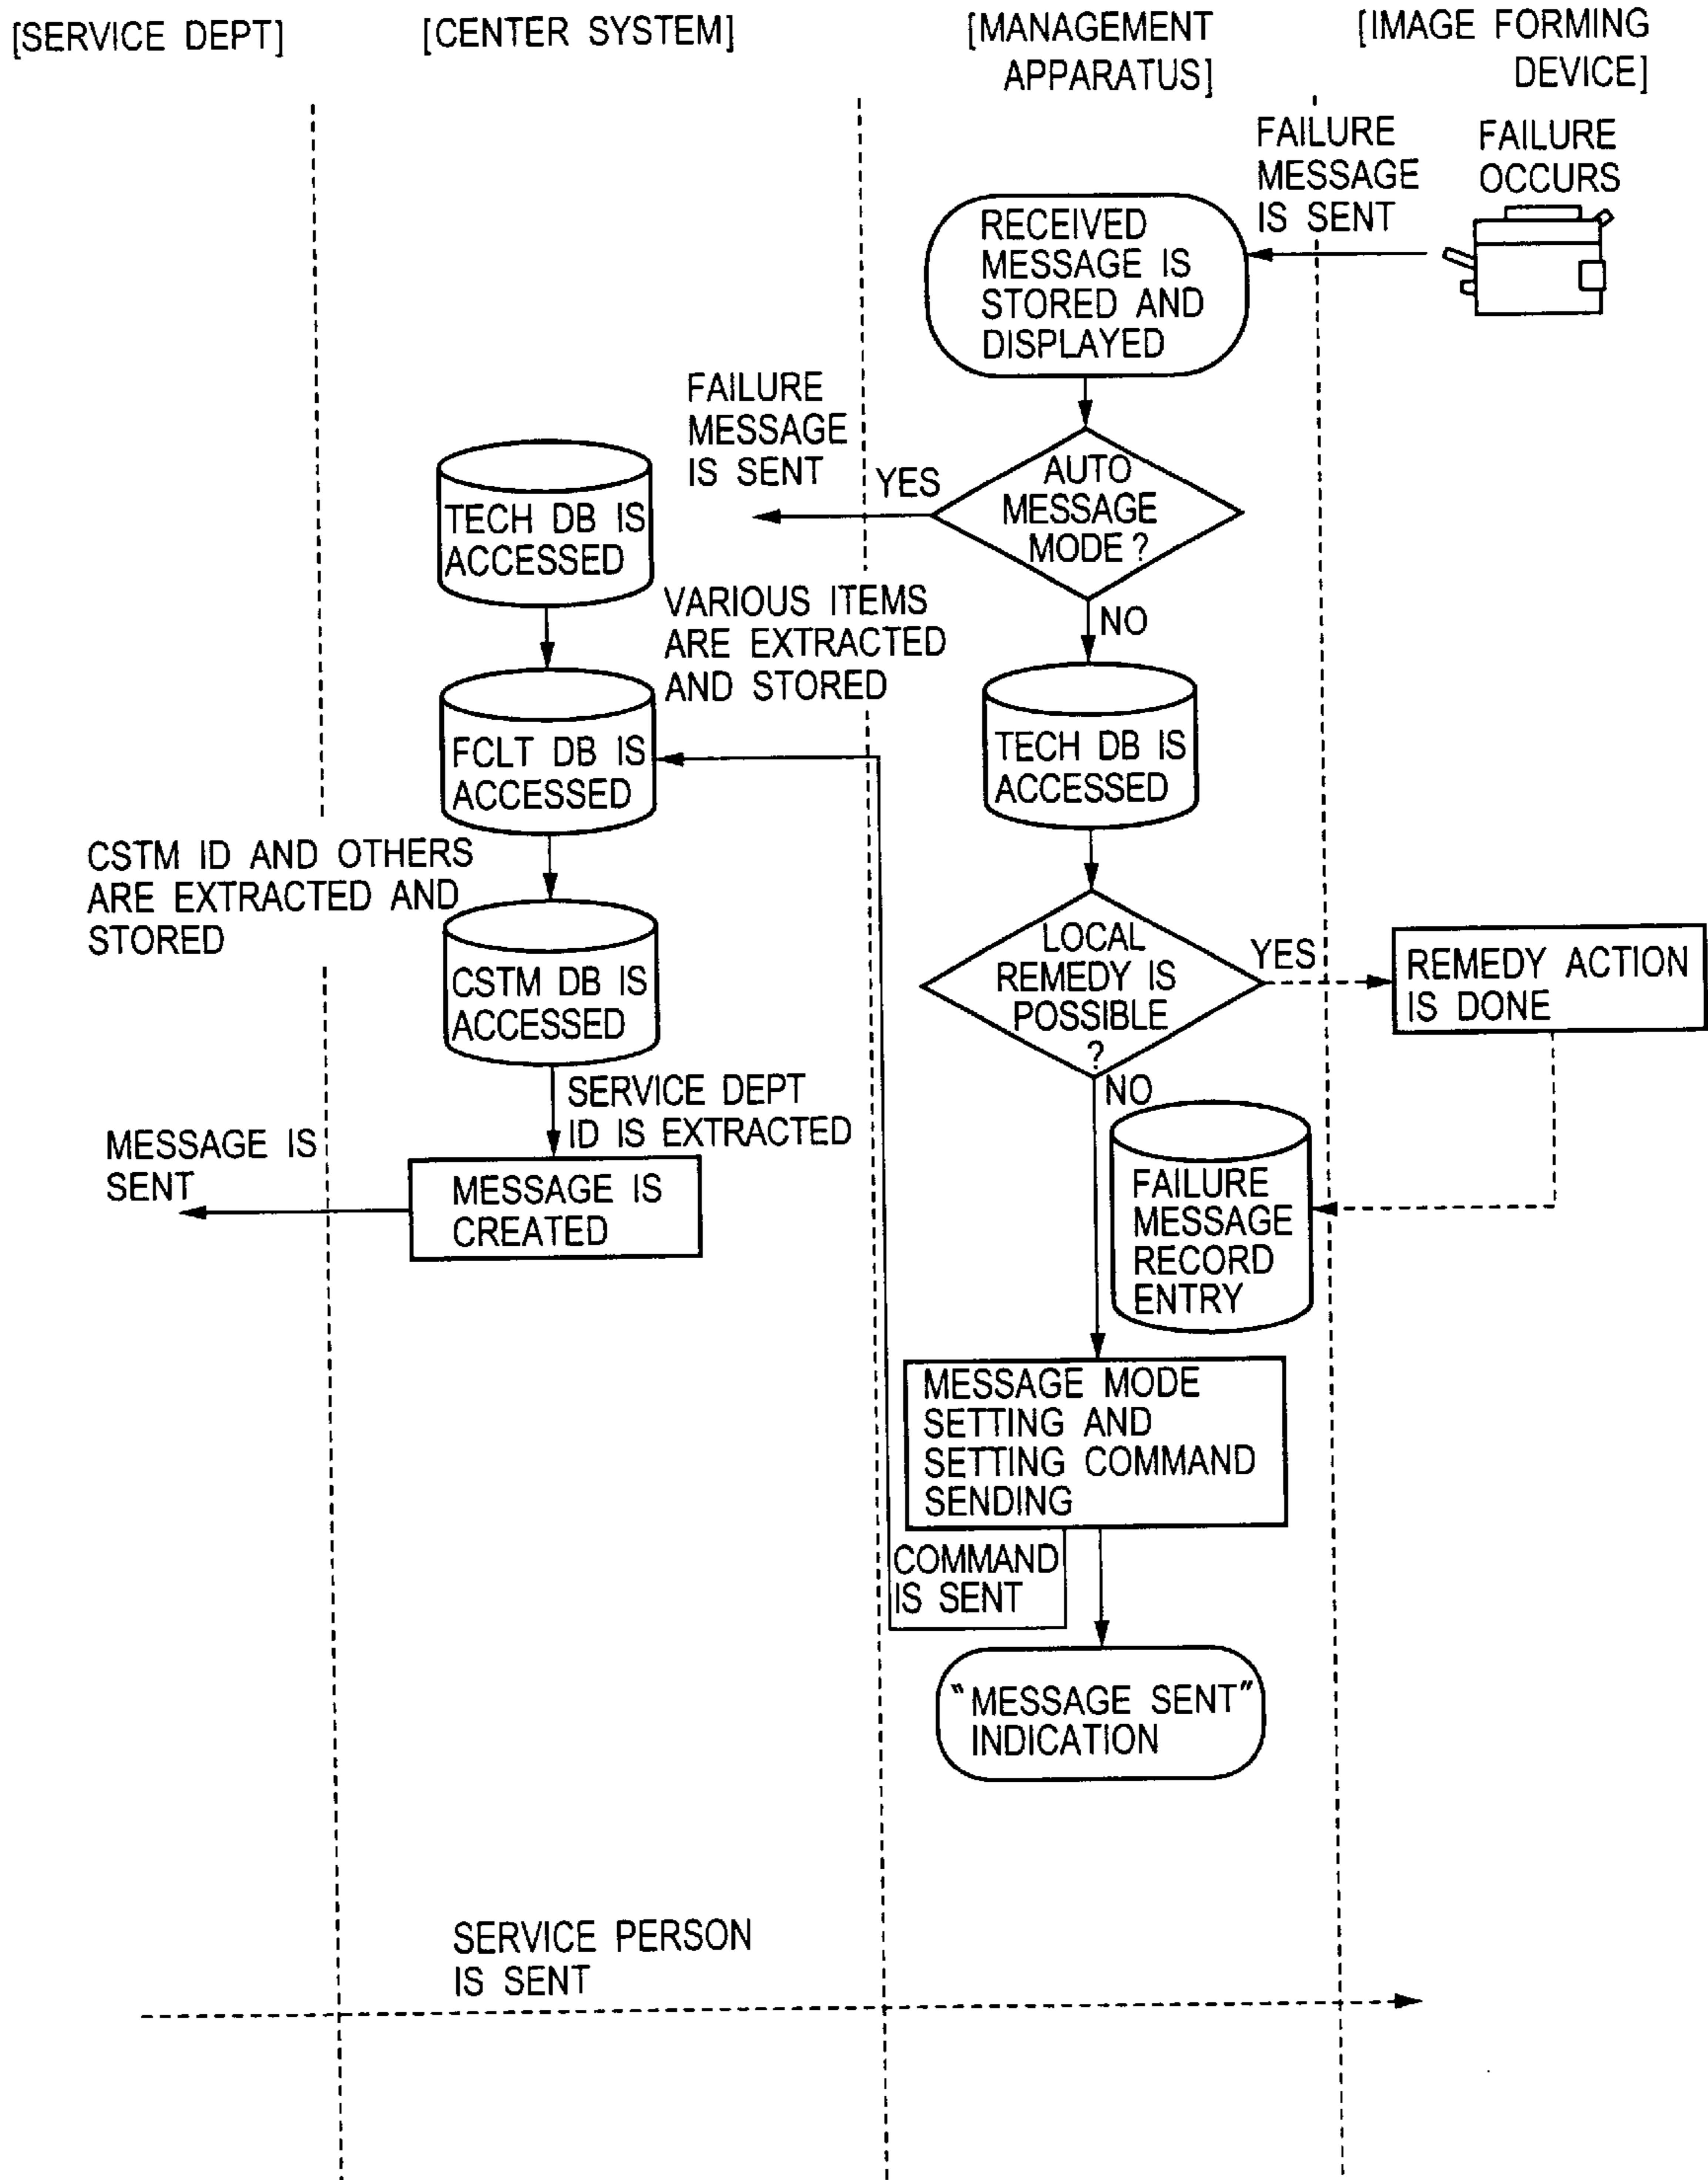 [SERVICE DEPT]
[CENTER SYSTEM]
[MANAGEMENT
APPARATUS]
[IMAGE FORMING
DEVICE]
FAILURE
MESSAGE
IS SENT
FAILURE
OCCURS
RECEIVED
MESSAGE IS
STORED AND
DISPLAYED
FAILURE
MESSAGE
IS SENT
YES
AUTO
MESSAGE
MODE?
NO
TECH DB IS
ACCESSED
VARIOUS ITEMS
ARE EXTRACTED
AND STORED
FCLT DB IS
ACCESSED
TECH DB IS
ACCESSED
CSTM ID AND OTHERS
ARE EXTRACTED AND
STORED
CSTM DB IS
ACCESSED
LOCAL
REMEDY IS
POSSIBLE
?
YES
NO
REMEDY ACTION
IS DONE
SERVICE DEPT
ID IS EXTRACTED
MESSAGE IS
SENT
MESSAGE IS
CREATED
FAILURE
MESSAGE
RECORD
ENTRY
MESSAGE MODE
SETTING AND
SETTING COMMAND
SENDING
COMMAND
IS SENT
"MESSAGE SENT"
INDICATION
SERVICE PERSON
IS SENT